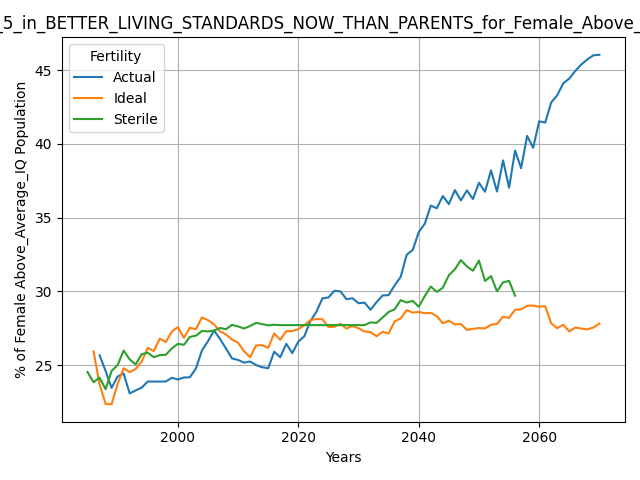 _5_in_BETTER_LIVING_STANDARDS_NOW_THAN_PARENTS_for_Female_Above_
Fertility
Actual
Ideal
Sterile
% of Female Above_Average_IQ Population
45
40
35
30
25
2000 2020 2040 2060
Years